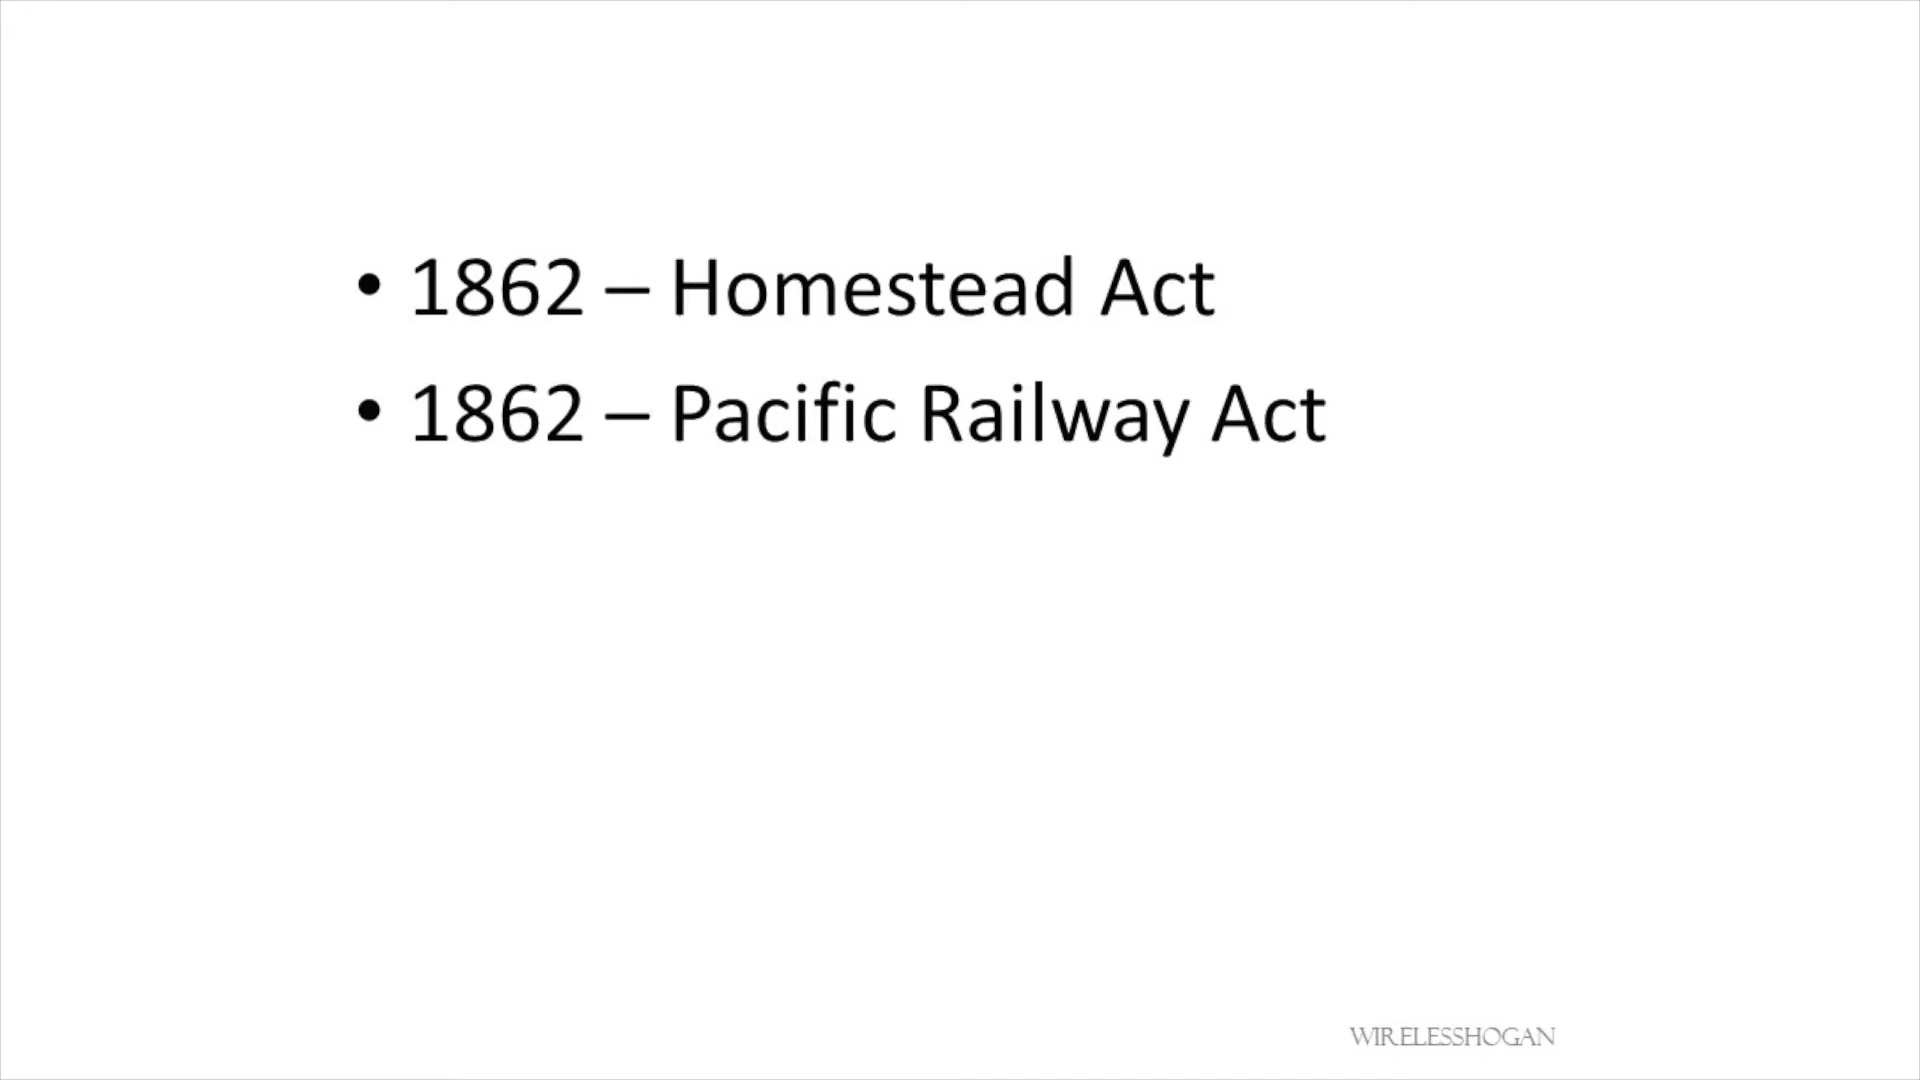 • 1862 – Homestead Act
• 1862 – Pacific Railway Act
WIRELESSHOGAN